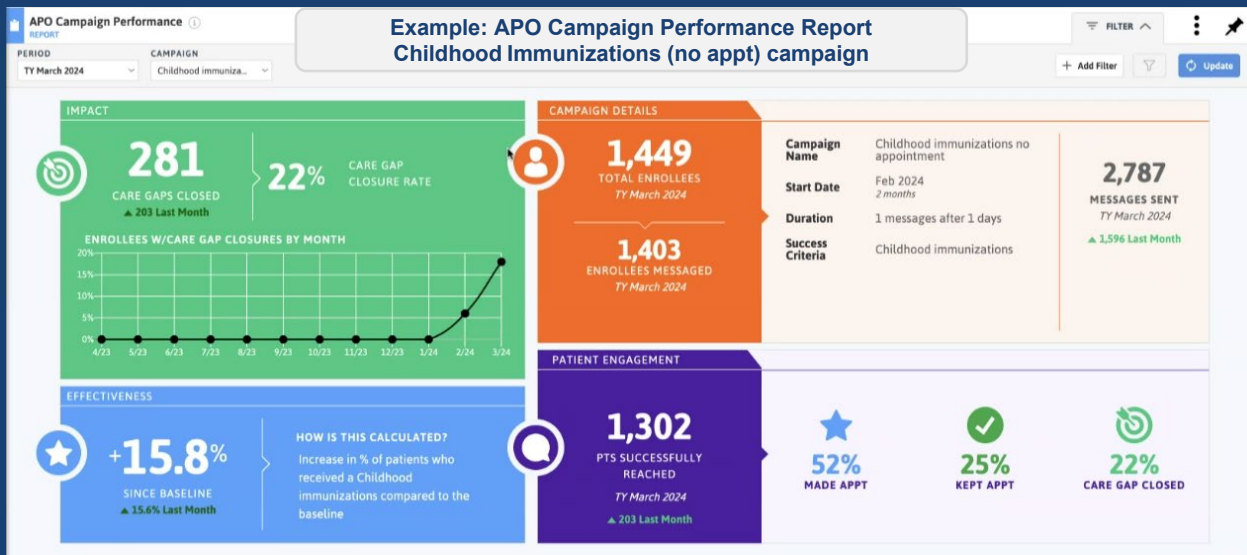 APO Campaign Performance
REPORT
Example: APO Campaign Performance Report
Childhood Immunizations (no appt) campaign
FILTER
PERIOD
CAMPAIGN
TY March 2024
Childhood immuniza...
+ Add Filter
Update
IMPACT
281
CARE GAPS CLOSED
▲ 203 Last Month
22%
CARE GAP
CLOSURE RATE
ENROLLEES W/CARE GAP CLOSURES BY MONTH
20%
15%
10%
5%
0%
4/23 5/23 6/23 7/23 8/23 9/23 10/23 11/23 12/23 1/24 2/24 3/24
CAMPAIGN DETAILS
1,449
TOTAL ENROLLEES
TY March 2024
1,403
ENROLLEES MESSAGED
TY March 2024
Campaign Name
Childhood immunizations no
appointment
Start Date
Feb 2024
2 months
Duration
1 messages after 1 days
Success Criteria
Childhood immunizations
2,787
MESSAGES SENT
TY March 2024
▲ 1,596 Last Month
EFFECTIVENESS
+15.8%
SINCE BASELINE
▲ 15.6% Last Month
HOW IS THIS CALCULATED?
Increase in % of patients who
received a Childhood
immunizations compared to the
baseline
PATIENT ENGAGEMENT
1,302
PTS SUCCESSFULLY
REACHED
TY March 2024
▲ 203 Last Month
52%
MADE APPT
25%
KEPT APPT
22%
CARE GAP CLOSED